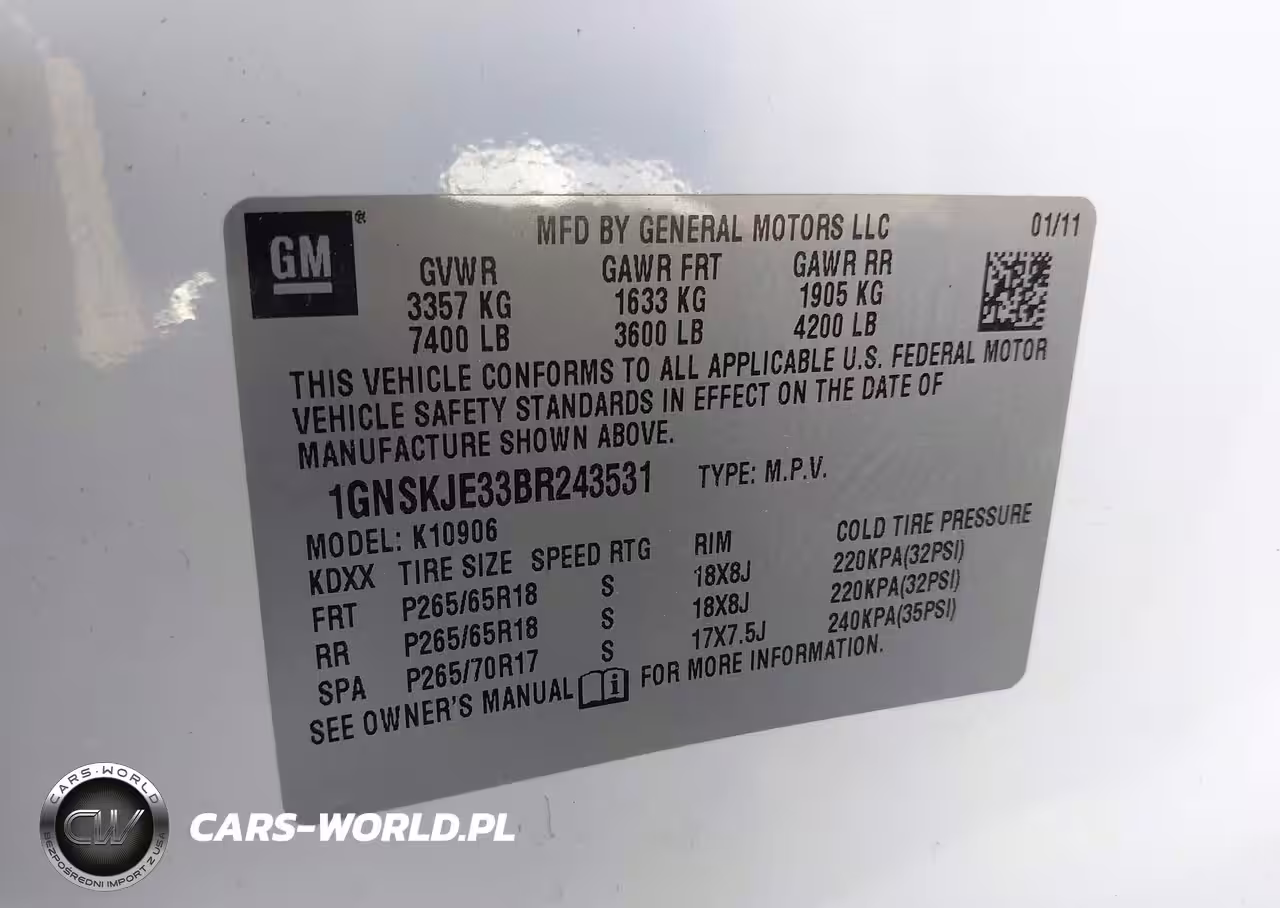 GM
MFD BY GENERAL MOTORS LLC 01/11
GVWR GAWR FRT GAWR RR
3357 KG 1633 KG 1905 KG
7400 LB 3600 LB 4200 LB
THIS VEHICLE CONFORMS TO ALL APPLICABLE U.S. FEDERAL MOTOR
VEHICLE SAFETY STANDARDS IN EFFECT ON THE DATE OF
MANUFACTURE SHOWN ABOVE.
1GNSKJE33BR243531 TYPE: M.P.V.
MODEL: K10906
KDXX TIRE SIZE SPEED RTG RIM COLD TIRE PRESSURE
FRT P265/65R18 S 18X8J 220KPA(32PSI)
RR P265/65R18 S 18X8J 220KPA(32PSI)
SPA P265/70R17 S 17X7.5J 240KPA(35PSI)
SEE OWNER'S MANUAL FOR MORE INFORMATION.
CARS-WORLD
CW
BEZPOŚREDNI IMPORT Z USA
CARS-WORLD.PL